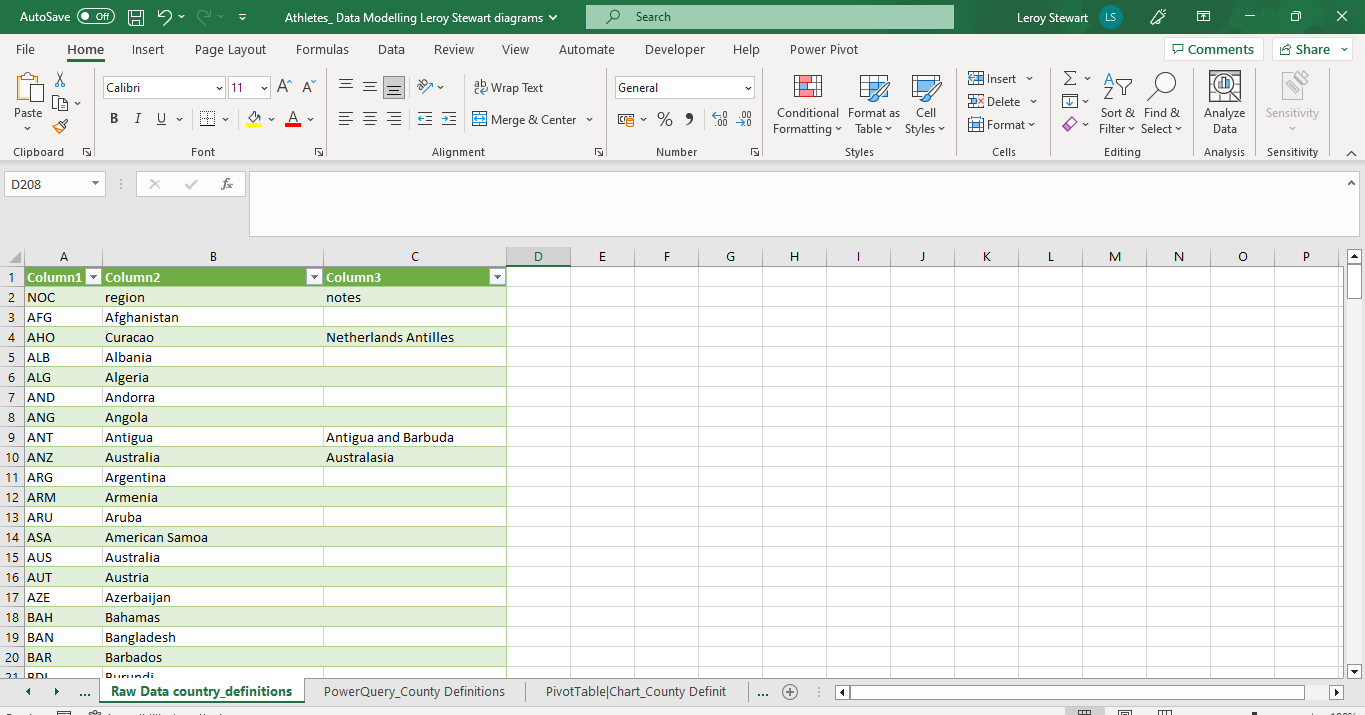 AutoSave Off Athletes_ Data Modelling Leroy Stewart diagrams Search Leroy Stewart LS
File Home Insert Page Layout Formulas Data Review View Automate Developer Help Power Pivot Comments Share
Paste Calibri 11 A A ab Wrap Text General Conditional Format as Cell Insert Σ Sort & Find & Analyze Sensitivity
B I U A Merge & Center % Formatting Table Styles Delete Filter Select Data
Format
Clipboard Font Alignment Number Styles Cells Editing Analysis Sensitivity
D208 fx
A B C D E F G H I J K L M N O P
1 Column1 Column2 Column3
2 NOC region notes
3 AFG Afghanistan
4 AHO Curacao Netherlands Antilles
5 ALB Albania
6 ALG Algeria
7 AND Andorra
8 ANG Angola
9 ANT Antigua Antigua and Barbuda
10 ANZ Australia Australasia
11 ARG Argentina
12 ARM Armenia
13 ARU Aruba
14 ASA American Samoa
15 AUS Australia
16 AUT Austria
17 AZE Azerbaijan
18 BAH Bahamas
19 BAN Bangladesh
20 BAR Barbados
21 BDI Burundi
... Raw Data country_definitions PowerQuery_County Definitions PivotTable|Chart_County Definit ...